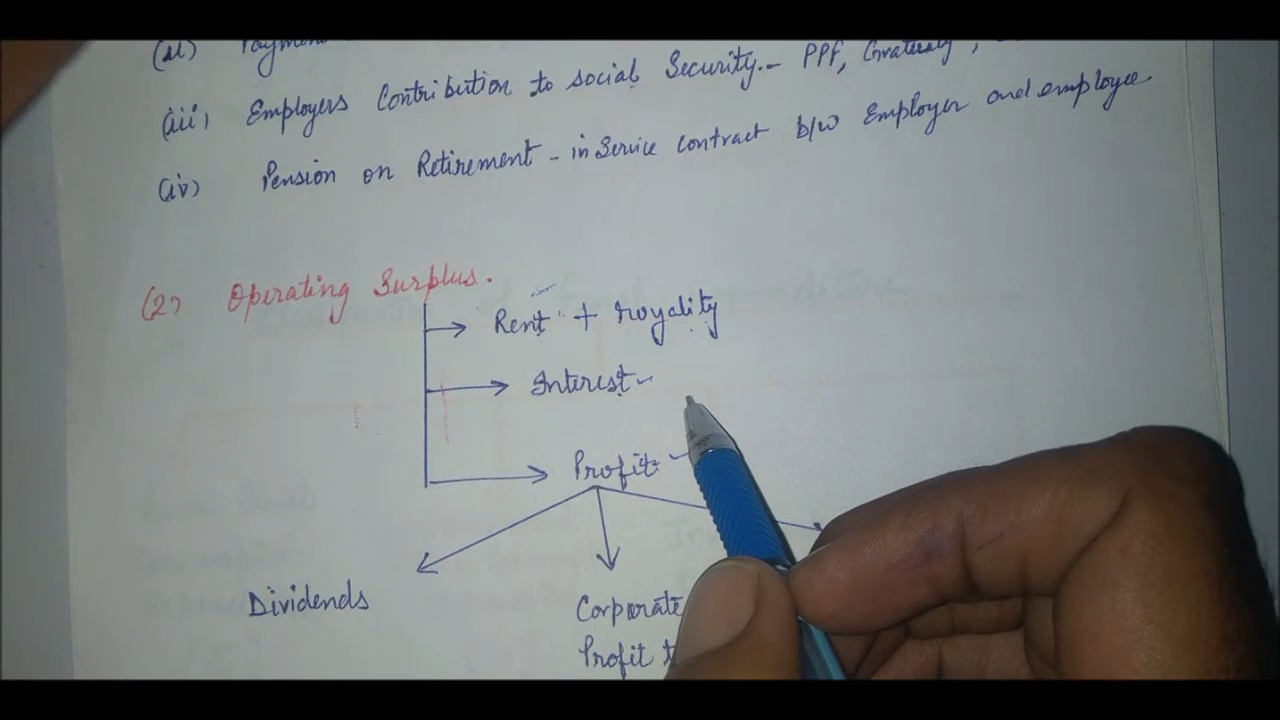 (iii) Employers Contribution to social Security.- PPF, Gratuity,
(iv) Pension on Retirement - in Service contract b/w Employer and employee
(2) Operating Surplus.
Rent + royality
Interest
Profit
Dividends
Corporate
Profit